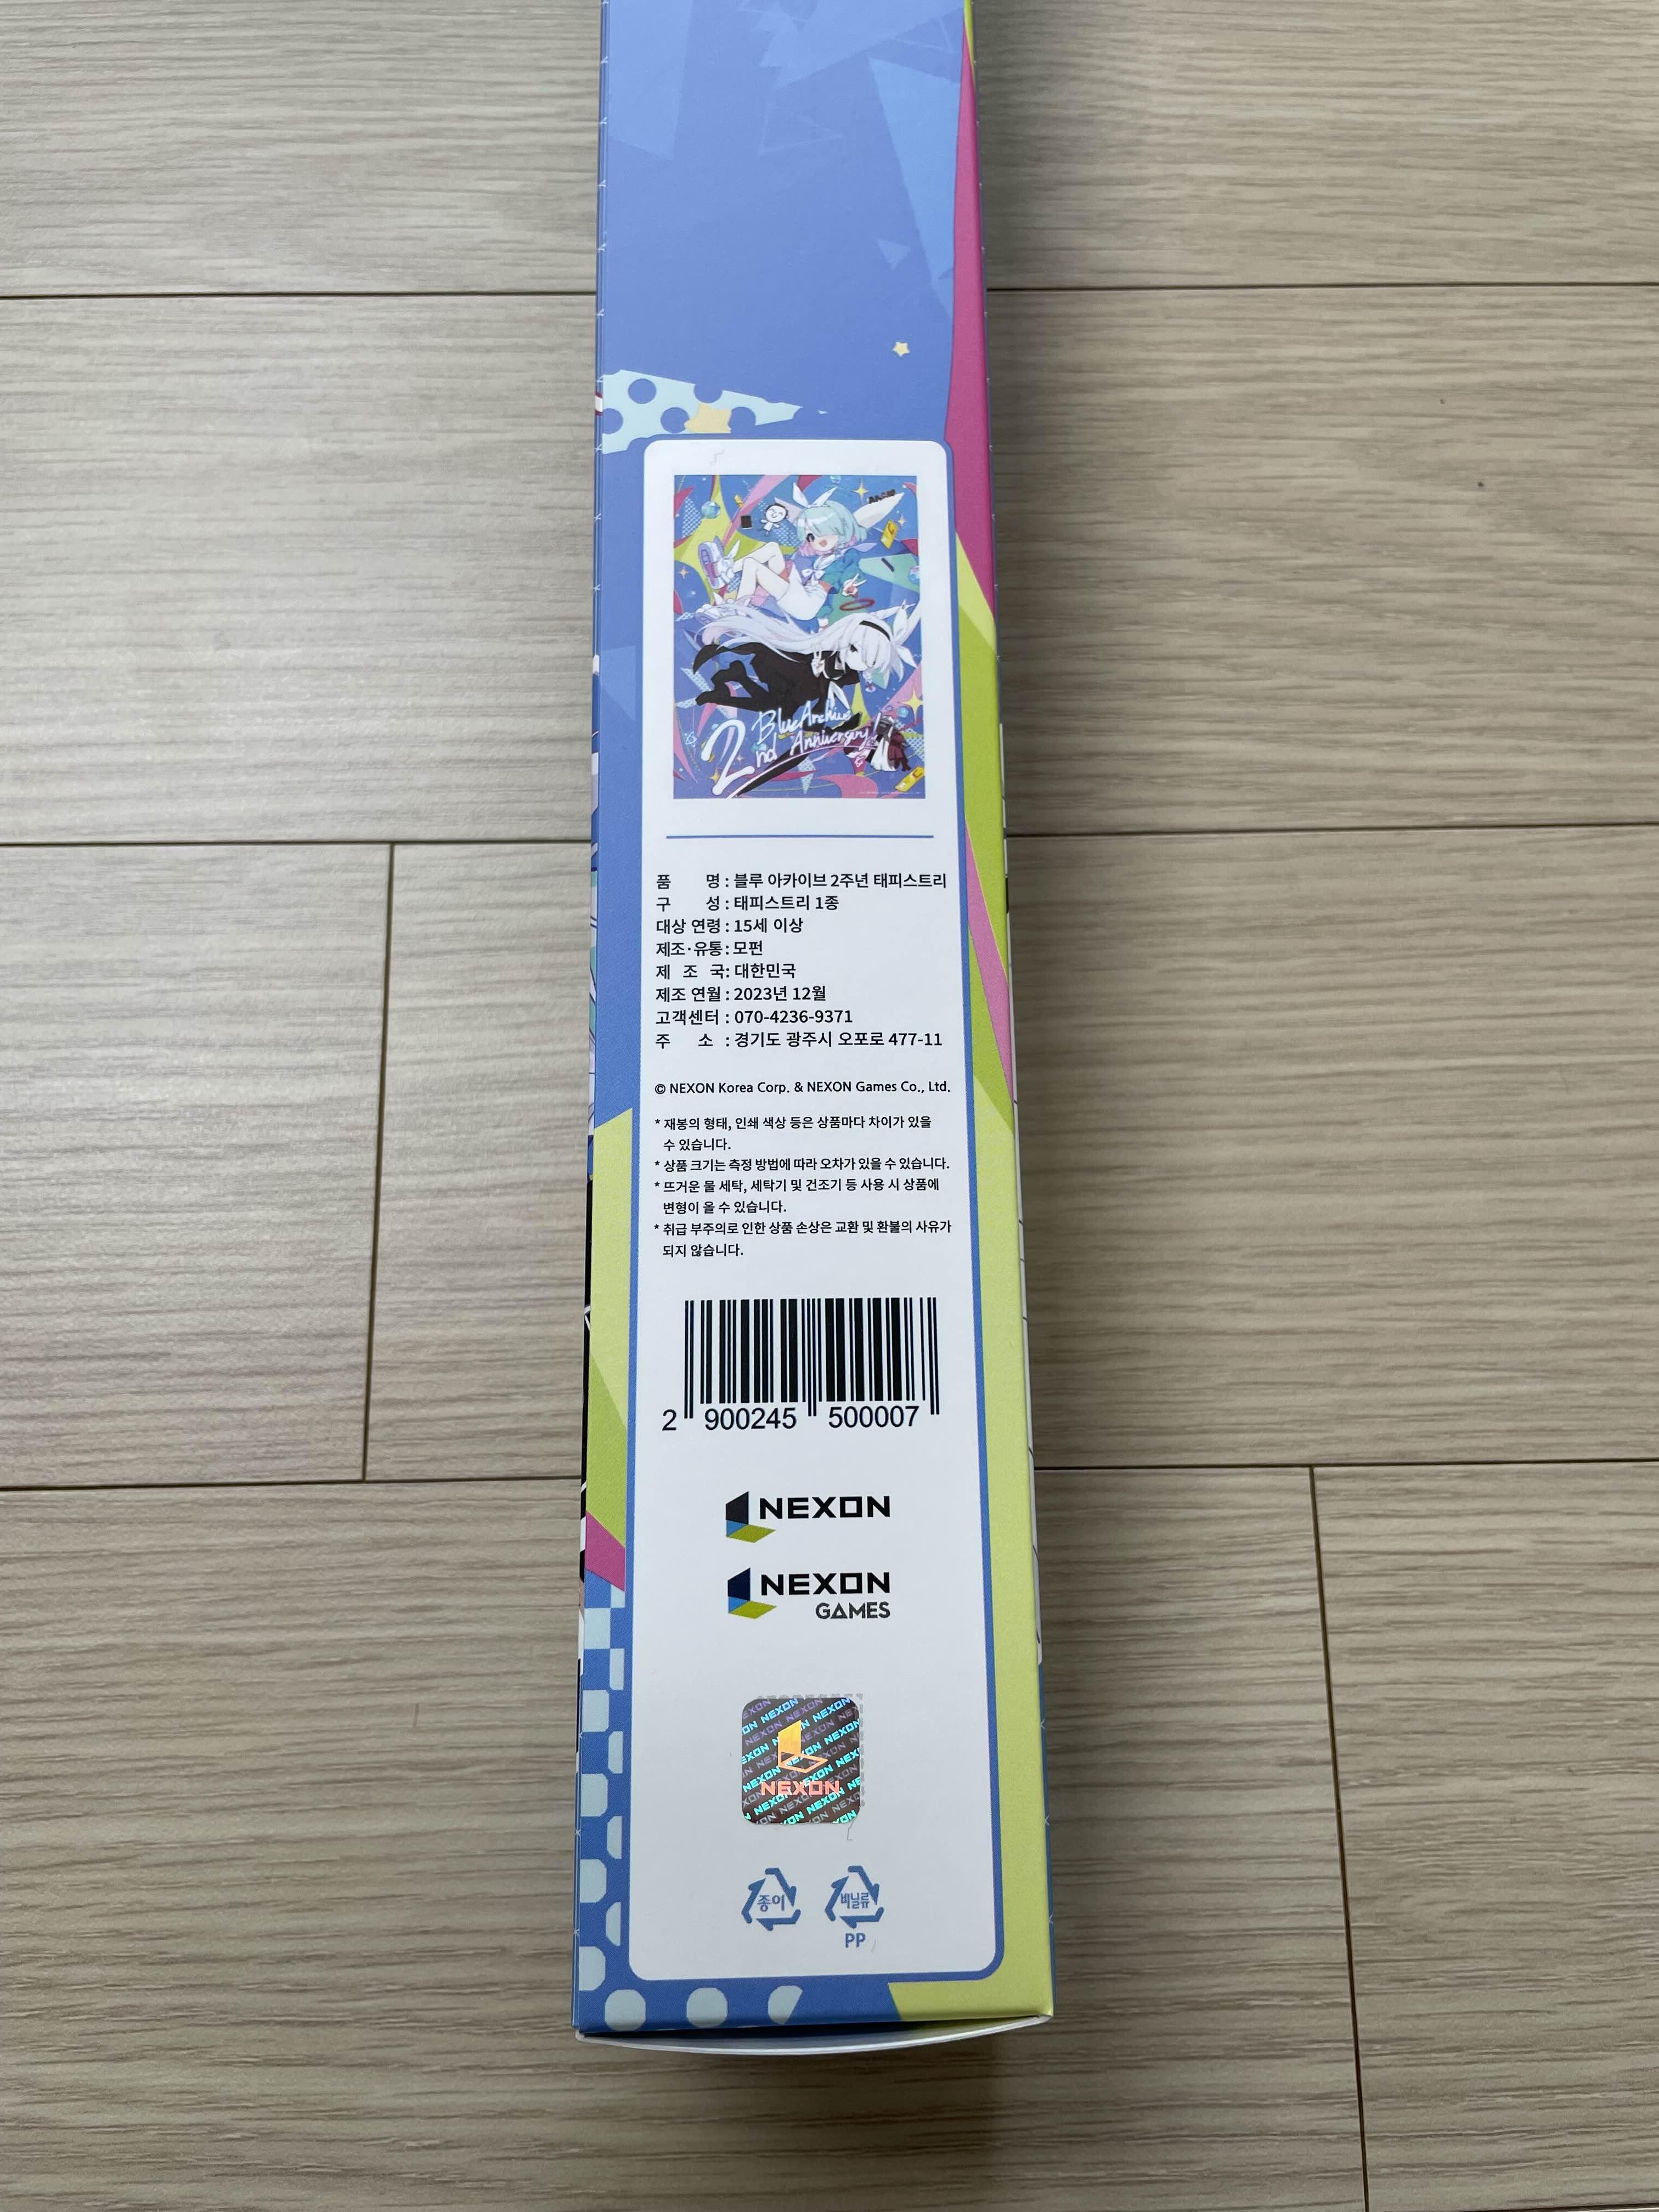 Blue Archive
2nd Anniversary
품 명 : 블루 아카이브 2주년 태피스트리
구 성 : 태피스트리 1종
대상 연령 : 15세 이상
제조·유통 : 모펀
제 조 국 : 대한민국
제조 연월 : 2023년 12월
고객센터 : 070-4236-9371
주 소 : 경기도 광주시 오포로 477-11
© NEXON Korea Corp. & NEXON Games Co., Ltd.
* 재봉의 형태, 인쇄 색상 등은 상품마다 차이가 있을
수 있습니다.
* 상품 크기는 측정 방법에 따라 오차가 있을 수 있습니다.
* 뜨거운 물 세탁, 세탁기 및 건조기 등 사용 시 상품에
변형이 올 수 있습니다.
* 취급 부주의로 인한 상품 손상은 교환 및 환불의 사유가
되지 않습니다.
2 900245 500007
NEXON
NEXON
GAMES
NEXON
종이 비닐류
PP